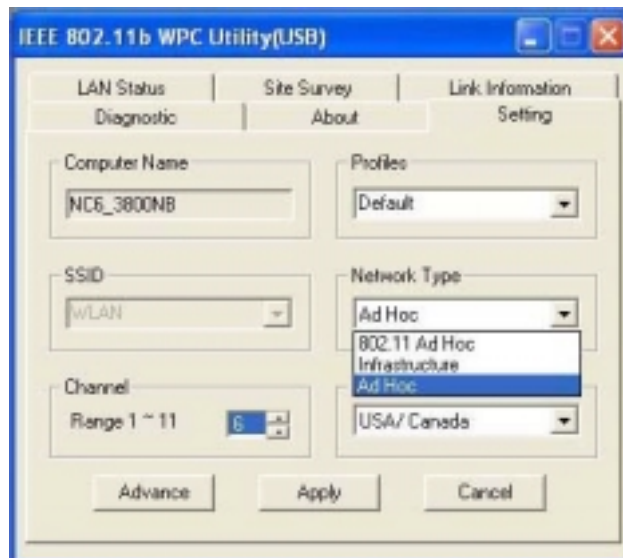 IEEE 802.11b WPC Utility(USB)
LAN Status
Site Survey
Link Information
Diagnostic
About
Setting
Computer Name
NC6_3800NB
Profiles
Default
SSID
WLAN
Network Type
Ad Hoc
802.11 Ad Hoc
Infrastructure
Ad Hoc
Channel
Range 1 ~ 11
6
USA/ Canada
Advance
Apply
Cancel